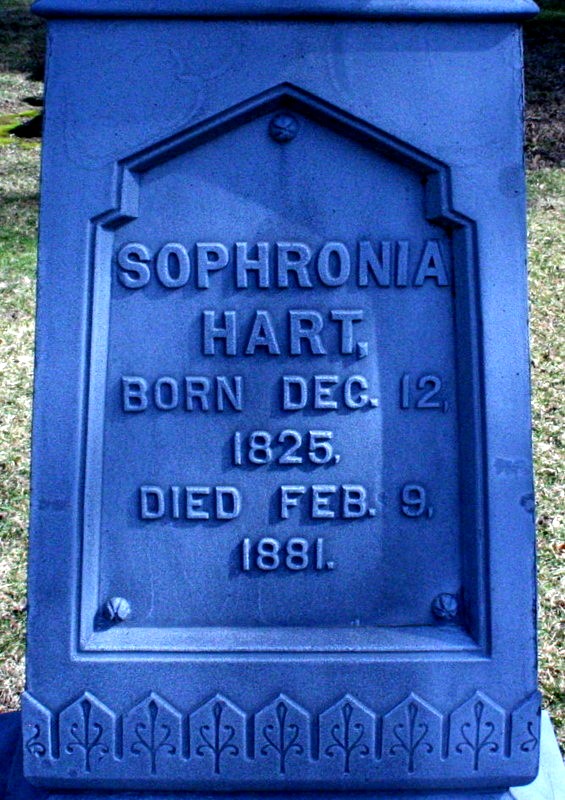 SOPHRONIA
HART,
BORN DEC. 12,
1825,
DIED FEB. 9,
1881.